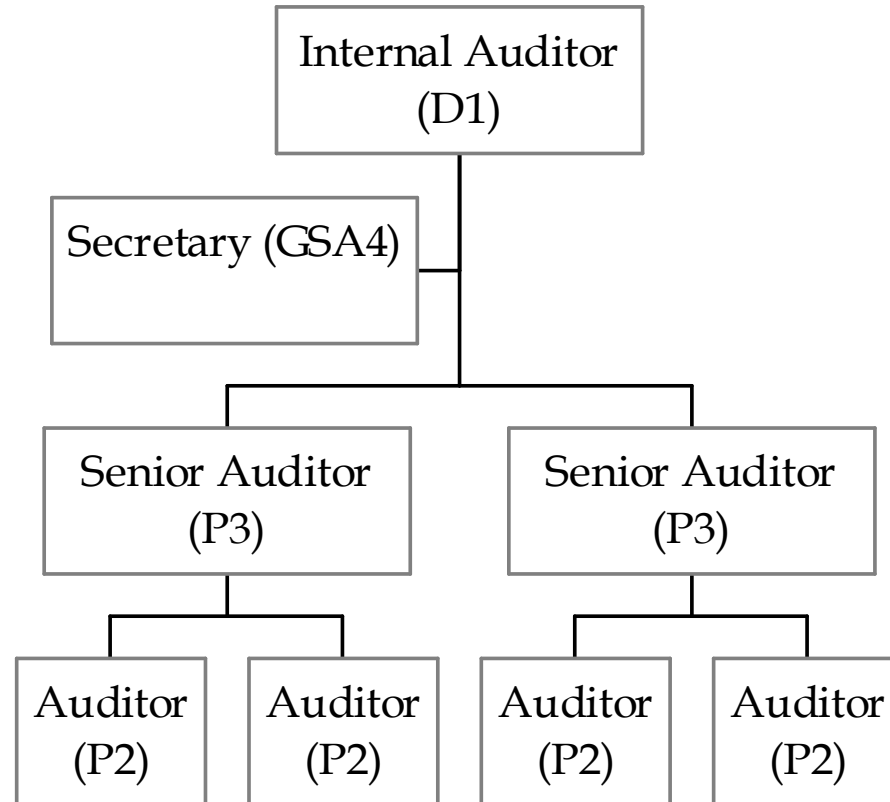 Internal Auditor
(D1)
Secretary (GSA4)
Senior Auditor
(P3)
Senior Auditor
(P3)
Auditor
(P2)
Auditor
(P2)
Auditor
(P2)
Auditor
(P2)